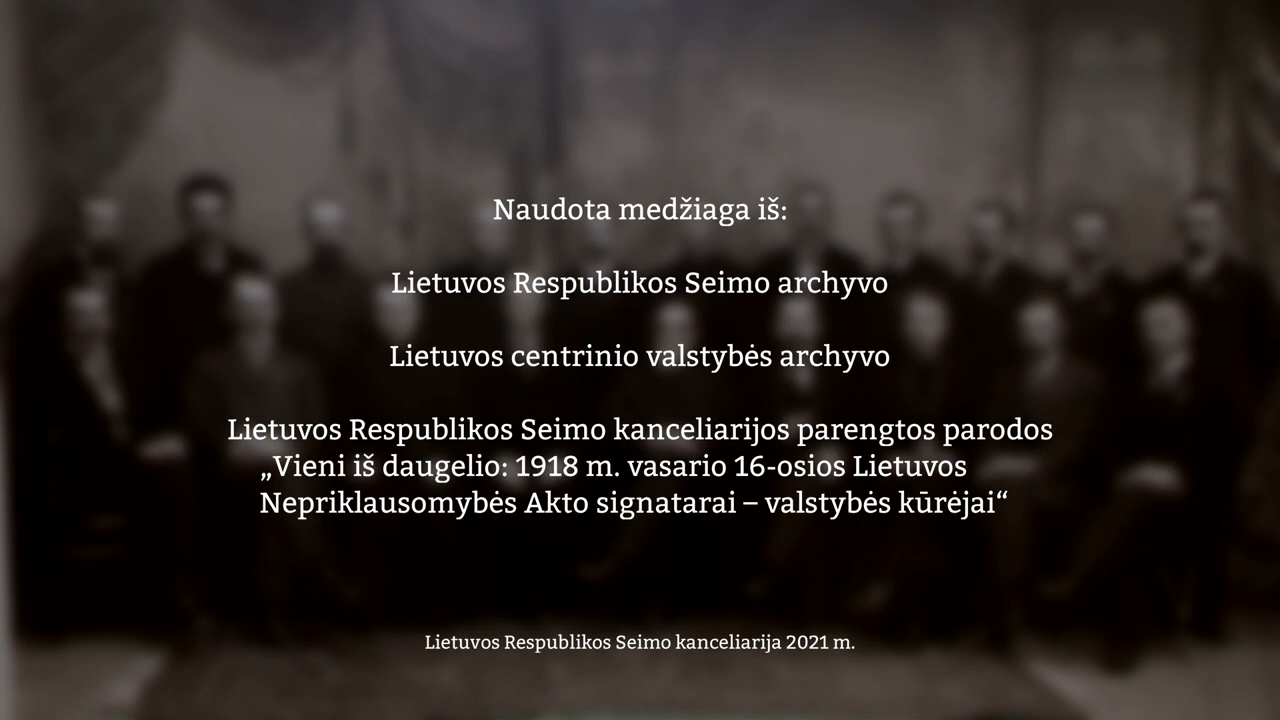 Naudota medžiaga iš:
Lietuvos Respublikos Seimo archyvo
Lietuvos centrinio valstybės archyvo
Lietuvos Respublikos Seimo kanceliarijos parengtos parodos
„Vieni iš daugelio: 1918 m. vasario 16-osios Lietuvos
Nepriklausomybės Akto signatarai – valstybės kūrėjai“
Lietuvos Respublikos Seimo kanceliarija 2021 m.